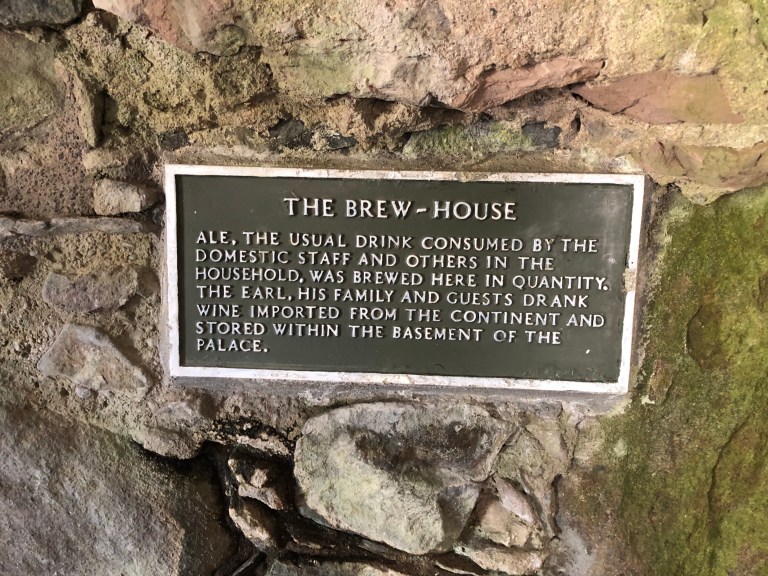 THE BREW-HOUSE
ALE, THE USUAL DRINK CONSUMED BY THE
DOMESTIC STAFF AND OTHERS IN THE
HOUSEHOLD, WAS BREWED HERE IN QUANTITY.
THE EARL, HIS FAMILY AND GUESTS DRANK
WINE IMPORTED FROM THE CONTINENT AND
STORED WITHIN THE BASEMENT OF THE
PALACE.